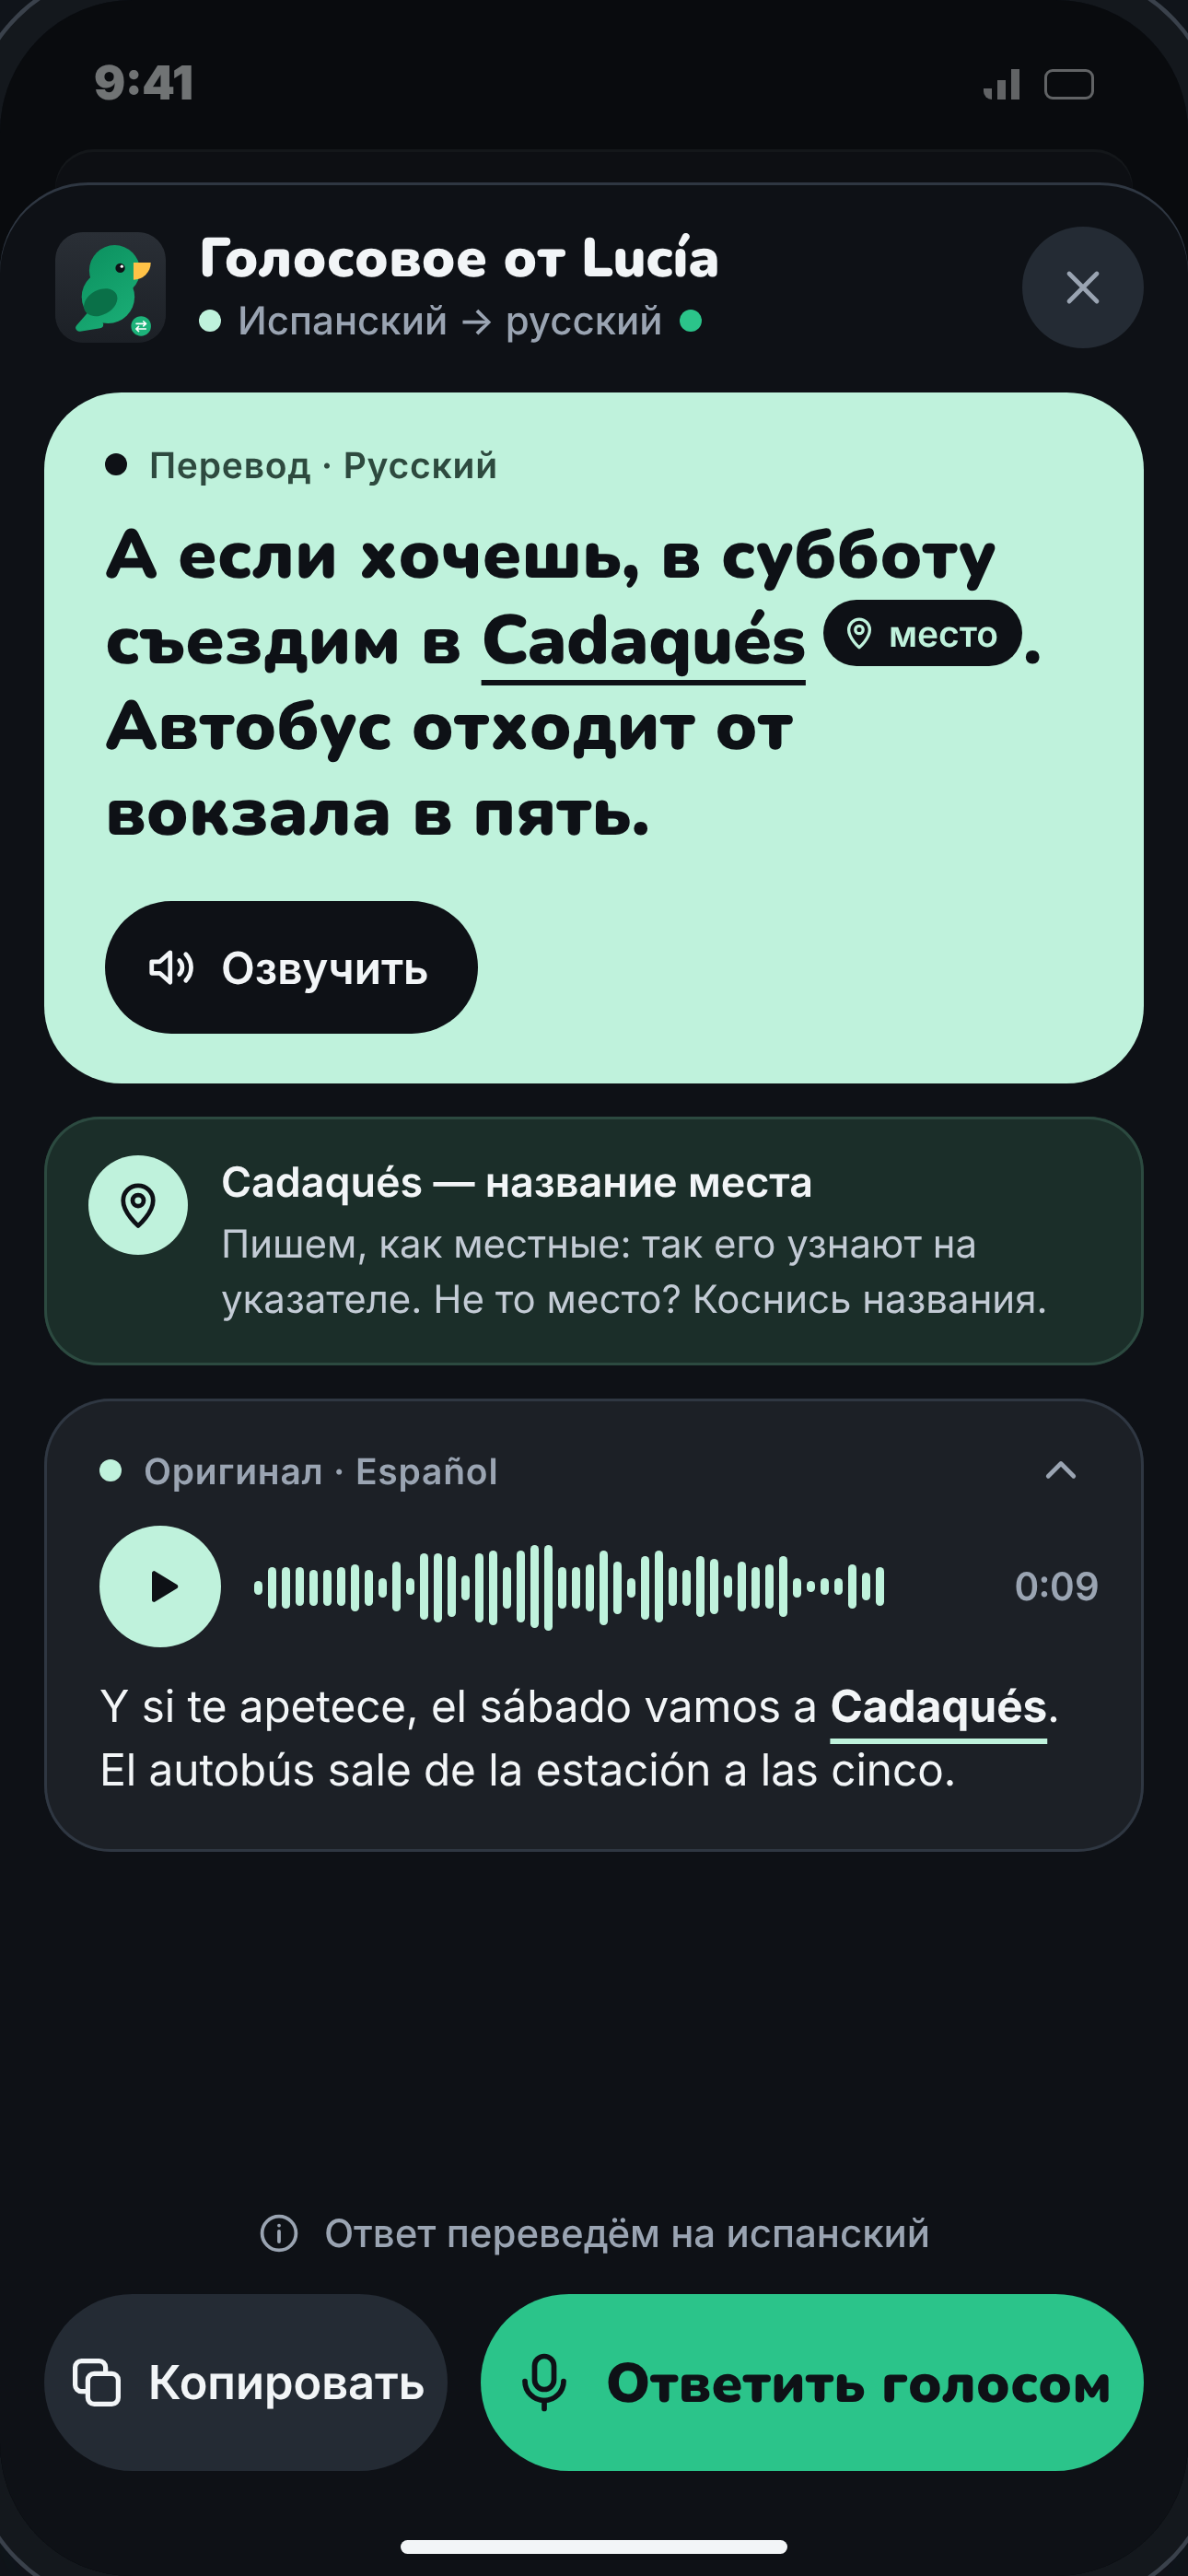 9:41
Голосовое от Lucía
Испанский → русский
Перевод · Русский
А если хочешь, в субботу
съездим в Cadaqués место.
Автобус отходит от
вокзала в пять.
Озвучить
Cadaqués — название места
Пишем, как местные: так его узнают на
указателе. Не то место? Коснись названия.
Оригинал · Español
0:09
Y si te apetece, el sábado vamos a Cadaqués.
El autobús sale de la estación a las cinco.
Ответ переведём на испанский
Копировать
Ответить голосом